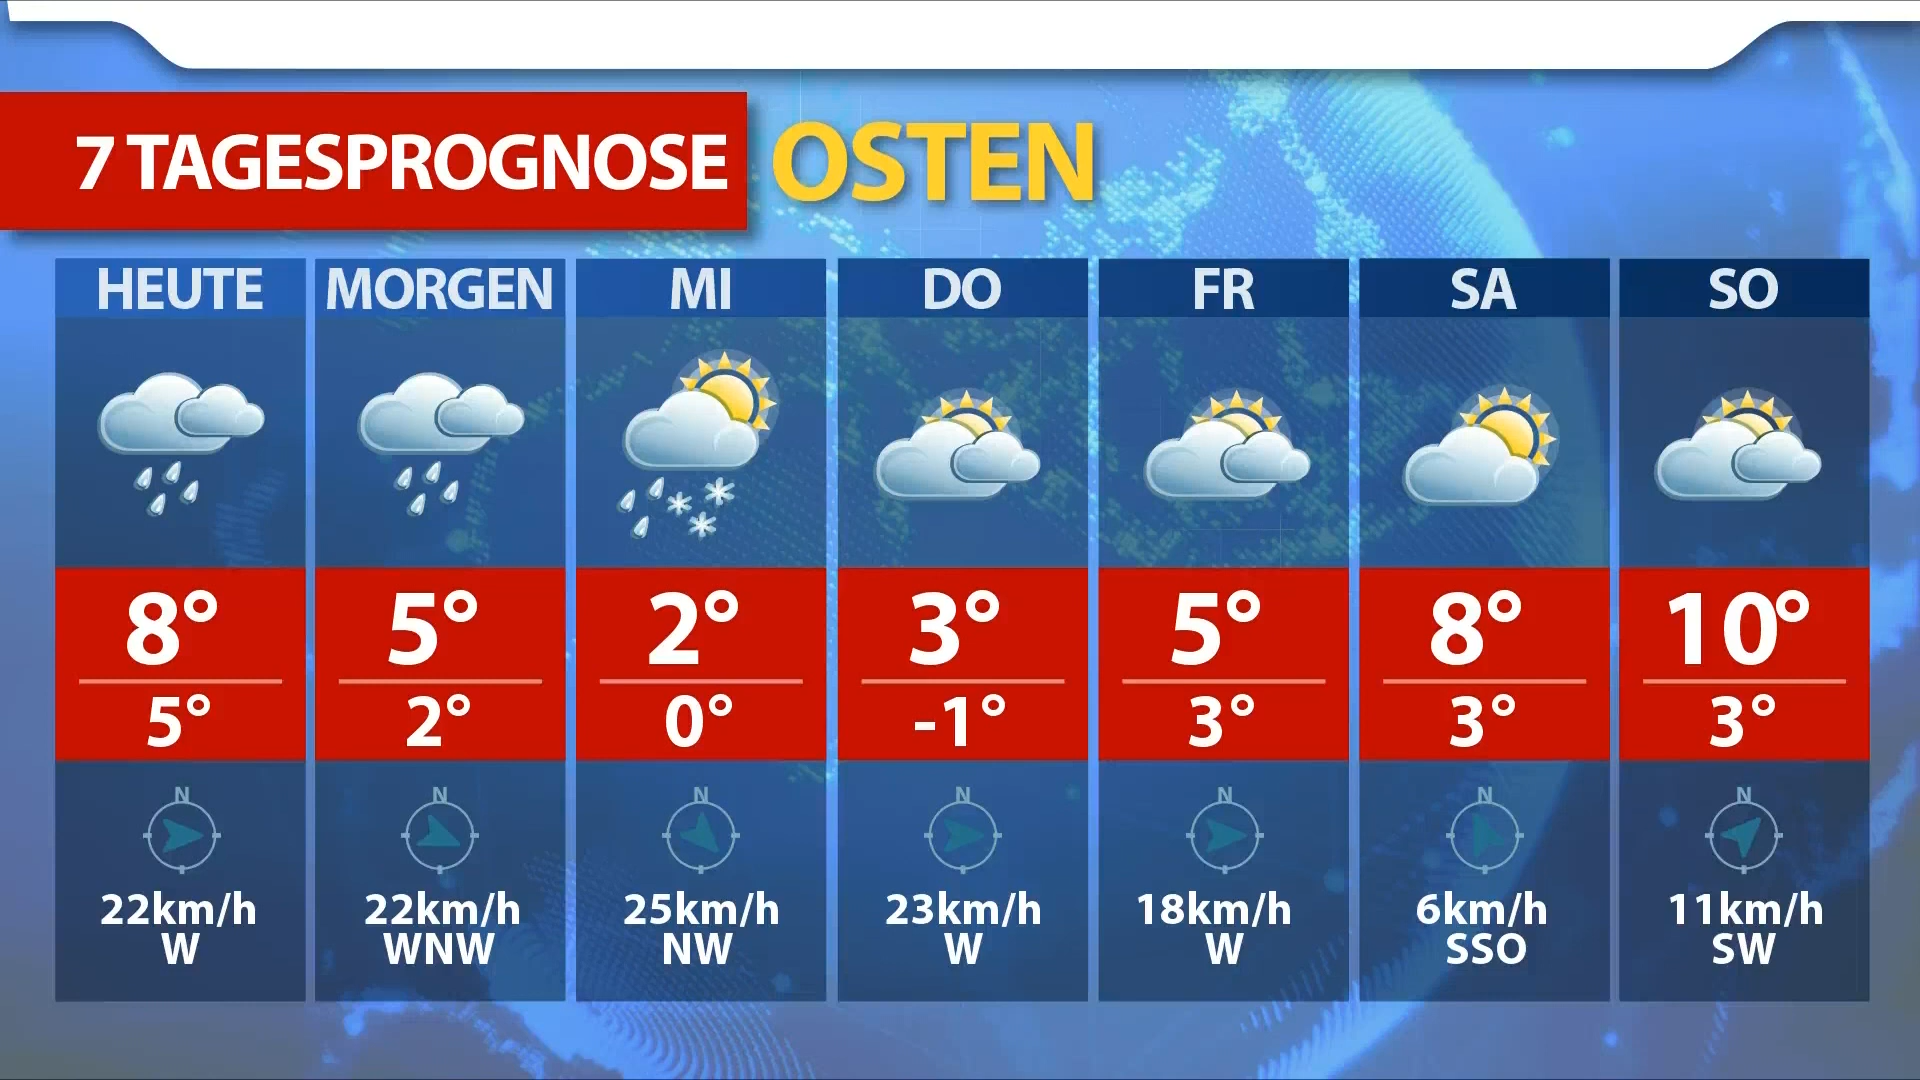 7 TAGESPROGNOSE OSTEN
HEUTE MORGEN MI DO FR SA SO
8° 5° 2° 3° 5° 8° 10°
5° 2° 0° -1° 3° 3° 3°
N N N N N N N
22km/h 22km/h 25km/h 23km/h 18km/h 6km/h 11km/h
W WNW NW W W SSO SW